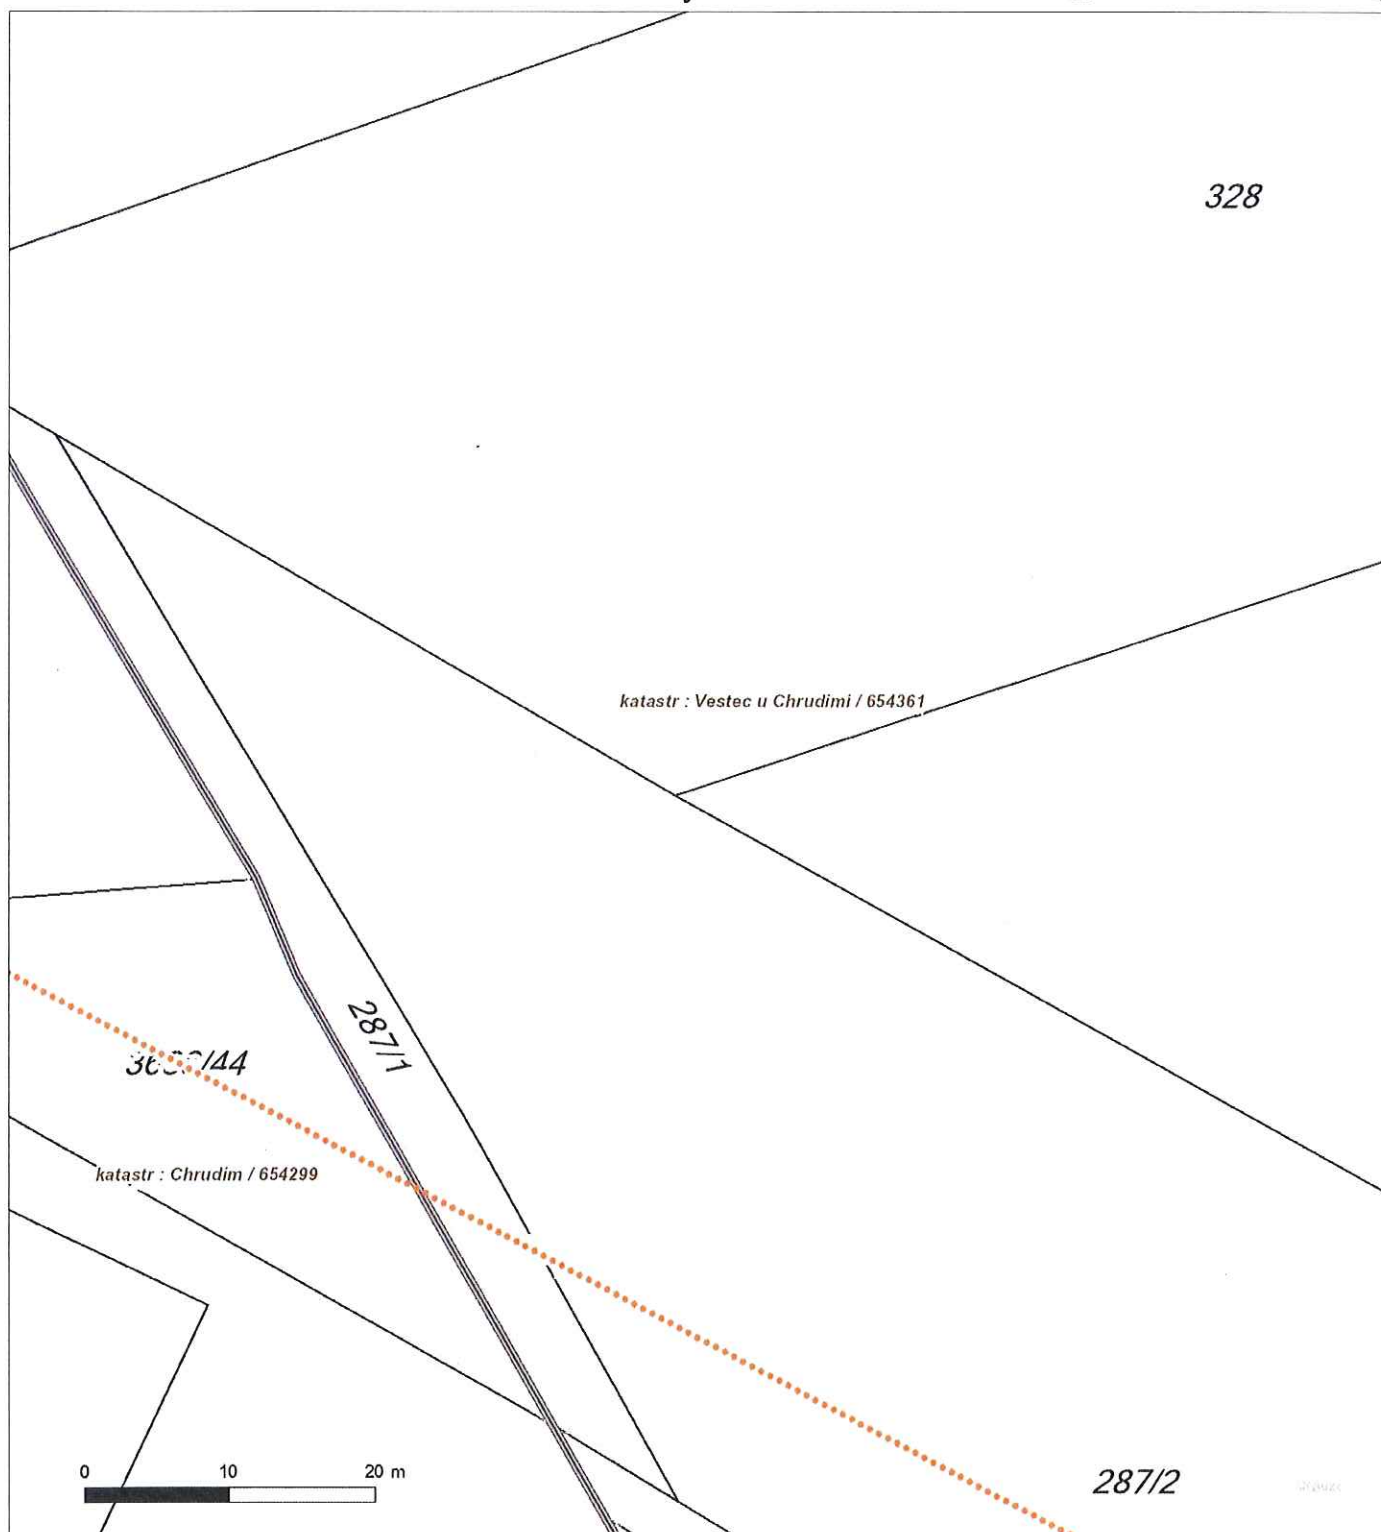 328
katastr : Vestec u Chrudimi / 654361
287/1
katastr : Chrudim / 654299
0 10 20 m
287/2